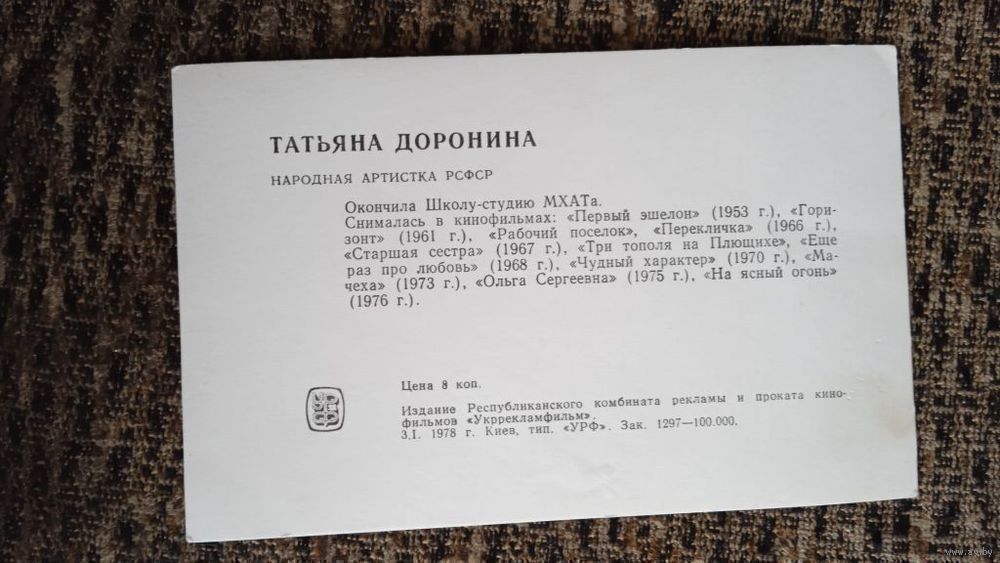 ТАТЬЯНА ДОРОНИНА
НАРОДНАЯ АРТИСТКА РСФСР
Окончила Школу-студию МХАТа.
Снималась в кинофильмах: «Первый эшелон» (1953 г.), «Гори-
зонт» (1961 г.), «Рабочий поселок», «Перекличка» (1966 г.),
«Старшая сестра» (1967 г.), «Три тополя на Плющихе», «Еще
раз про любовь» (1968 г.), «Чудный характер» (1970 г.), «Ма-
чеха» (1973 г.), «Ольга Сергеевна» (1975 г.), «На ясный огонь»
(1976 г.).
Цена 8 коп.
Издание Республиканского комбината рекламы и проката кино-
фильмов «Укррекламфильм».
3.I. 1978 г. Киев, тип. «УРФ». Зак. 1297—100.000.
www.ay.by